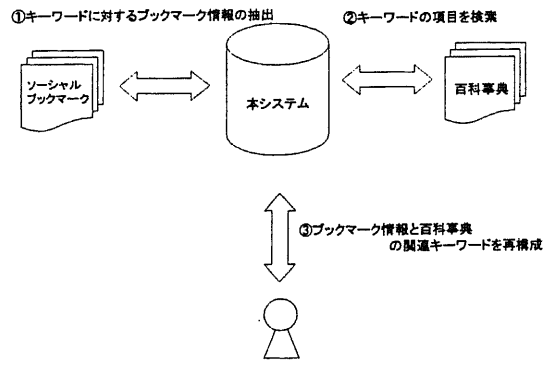 ①キーワードに対するブックマーク情報の抽出
②キーワードの項目を検索
ソーシャル
ブックマーク
本システム
百科事典
③ブックマーク情報と百科事典
の関連キーワードを再構成